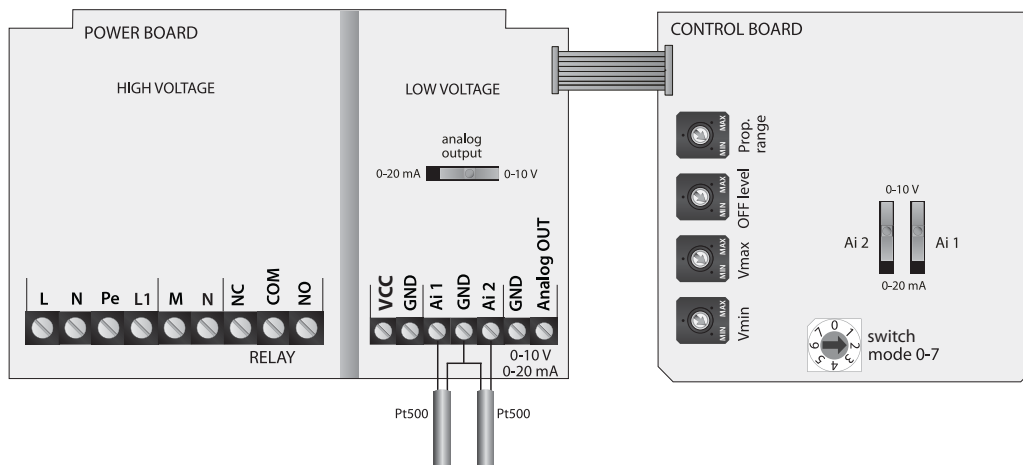 POWER BOARD
HIGH VOLTAGE
LOW VOLTAGE
analog
output
0-20 mA
0-10 V
L
N
Pe
L1
M
N
NC
COM
NO
RELAY
VCC
GND
Ai 1
GND
Ai 2
GND
Analog OUT
0-10 V
0-20 mA
Pt500
Pt500
CONTROL BOARD
MAX
MIN
Prop.
range
MAX
MIN
OFF level
MAX
MIN
Vmax
MAX
MIN
Vmin
0-10 V
Ai 2
Ai 1
0-20 mA
0
1
2
3
4
5
6
7
switch
mode 0-7